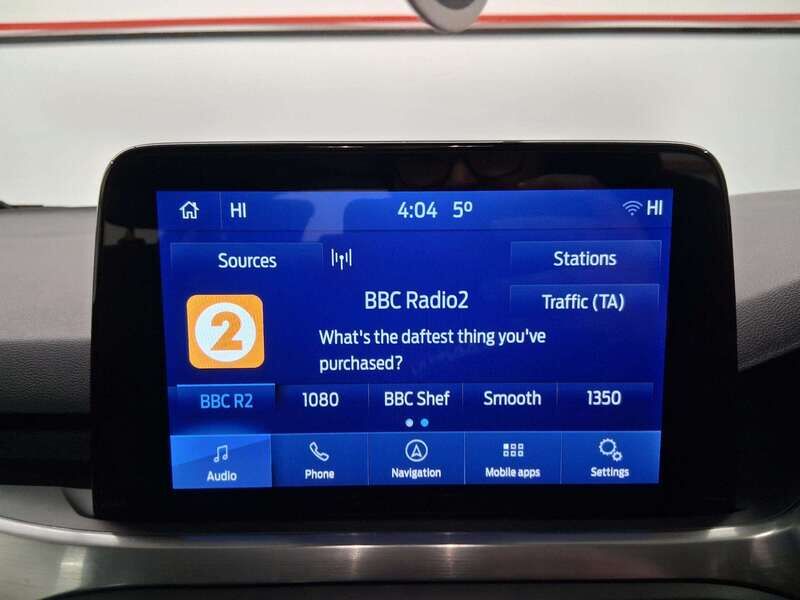 HI 4:04 5º HI
Sources Stations
BBC Radio2 Traffic (TA)
2
What's the daftest thing you've
purchased?
BBC R2 1080 BBC Shef Smooth 1350
Audio Phone Navigation Mobile apps Settings